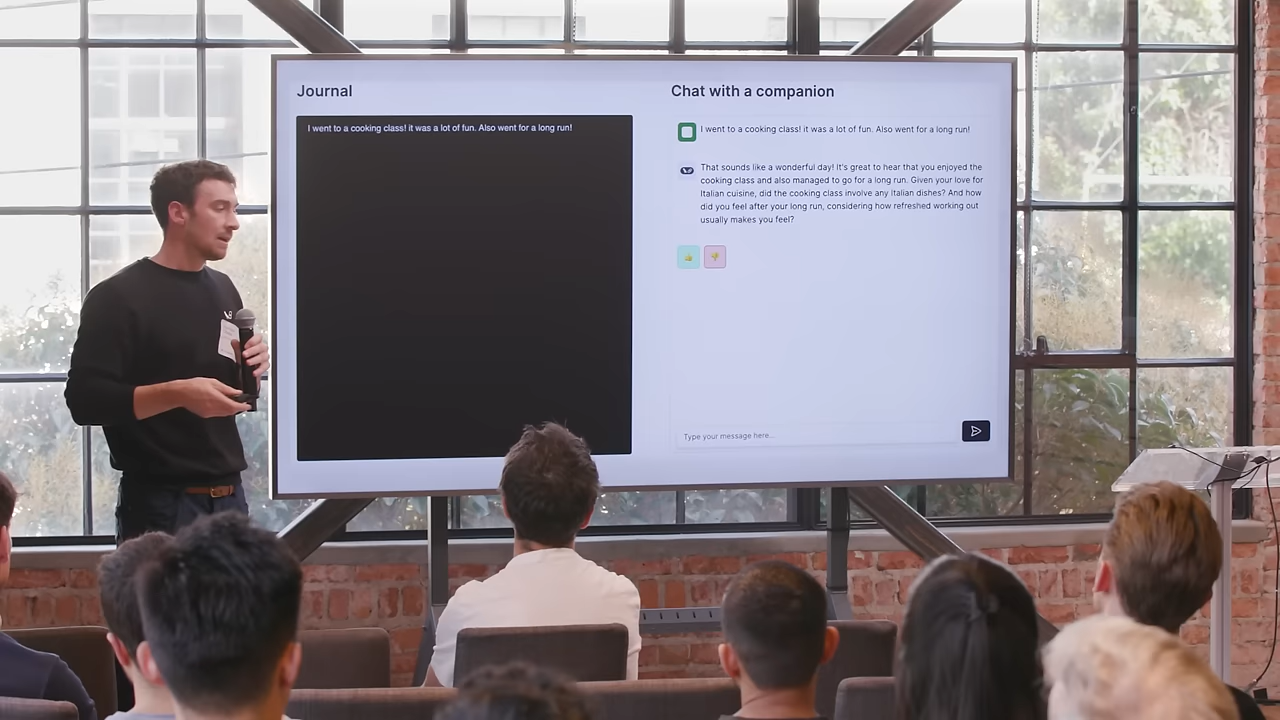 Journal
I went to a cooking class! it was a lot of fun. Also went for a long run!
Chat with a companion
I went to a cooking class! it was a lot of fun. Also went for a long run!
That sounds like a wonderful day! It's great to hear that you enjoyed the
cooking class and also managed to go for a long run. Given your love for
Italian cuisine, did the cooking class involve any Italian dishes? And how
did you feel after your long run, considering how refreshed working out
usually makes you feel?
Type your message here...